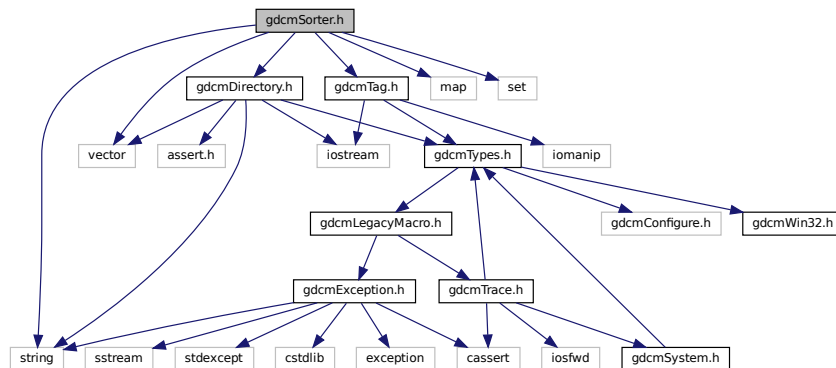 gdcmSorter.h
gdcmDirectory.h
gdcmTag.h
map
set
vector
assert.h
iostream
gdcmTypes.h
iomanip
gdcmLegacyMacro.h
gdcmConfigure.h
gdcmWin32.h
gdcmException.h
gdcmTrace.h
string
sstream
stdexcept
cstdlib
exception
cassert
iosfwd
gdcmSystem.h